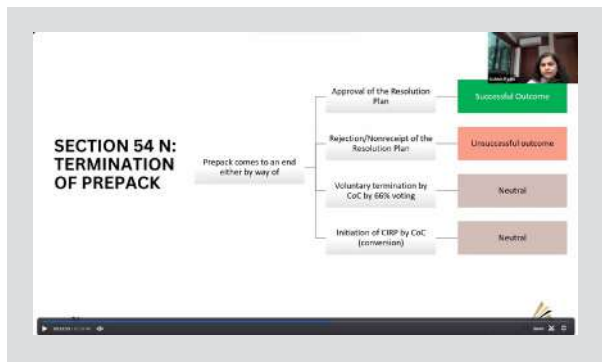 SECTION 54 N:
TERMINATION
OF PREPACK
Prepack comes to an end
either by way of
Approval of the Resolution
Plan
Successful Outcome
Rejection/Nonreceipt of the
Resolution Plan
Unsuccessful outcome
Voluntary termination by
CoC by 66% voting
Neutral
Initiation of CIRP by CoC
(conversion)
Neutral